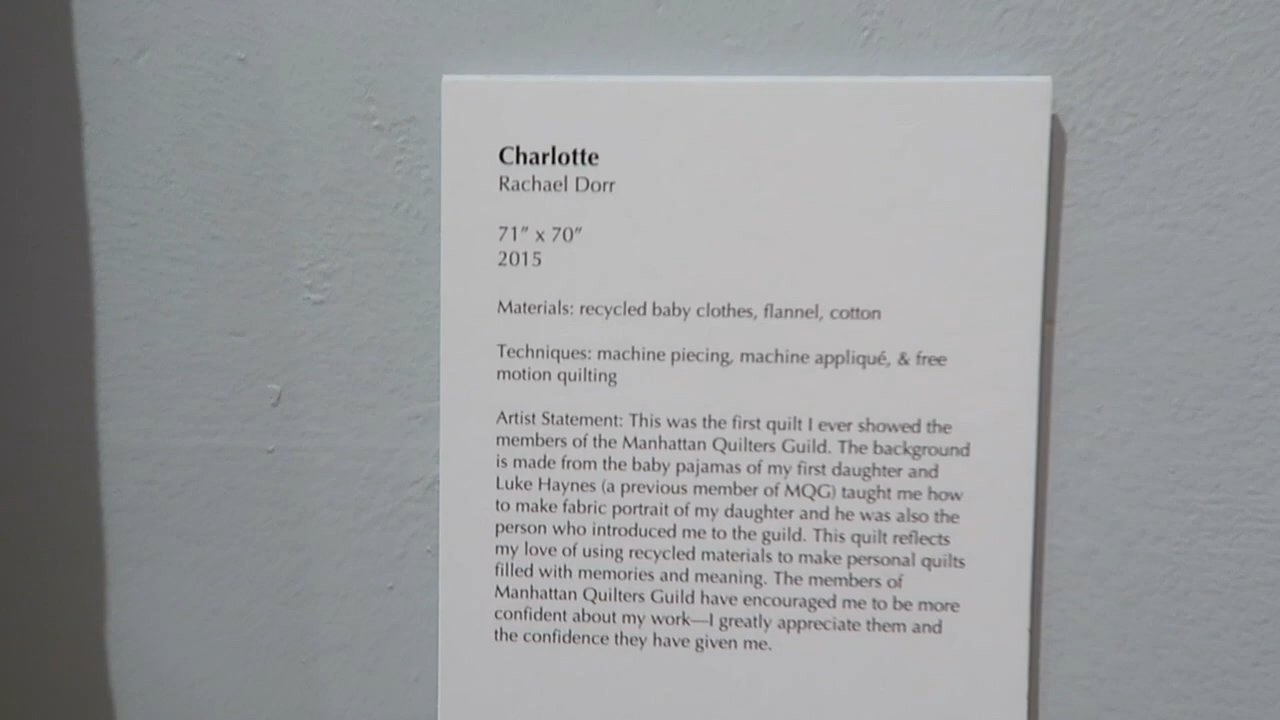 Charlotte
Rachael Dorr
71" x 70"
2015
Materials: recycled baby clothes, flannel, cotton
Techniques: machine piecing, machine appliqué, & free
motion quilting
Artist Statement: This was the first quilt I ever showed the
members of the Manhattan Quilters Guild. The background
is made from the baby pajamas of my first daughter and
Luke Haynes (a previous member of MQG) taught me how
to make fabric portrait of my daughter and he was also the
person who introduced me to the guild. This quilt reflects
my love of using recycled materials to make personal quilts
filled with memories and meaning. The members of
Manhattan Quilters Guild have encouraged me to be more
confident about my work—I greatly appreciate them and
the confidence they have given me.